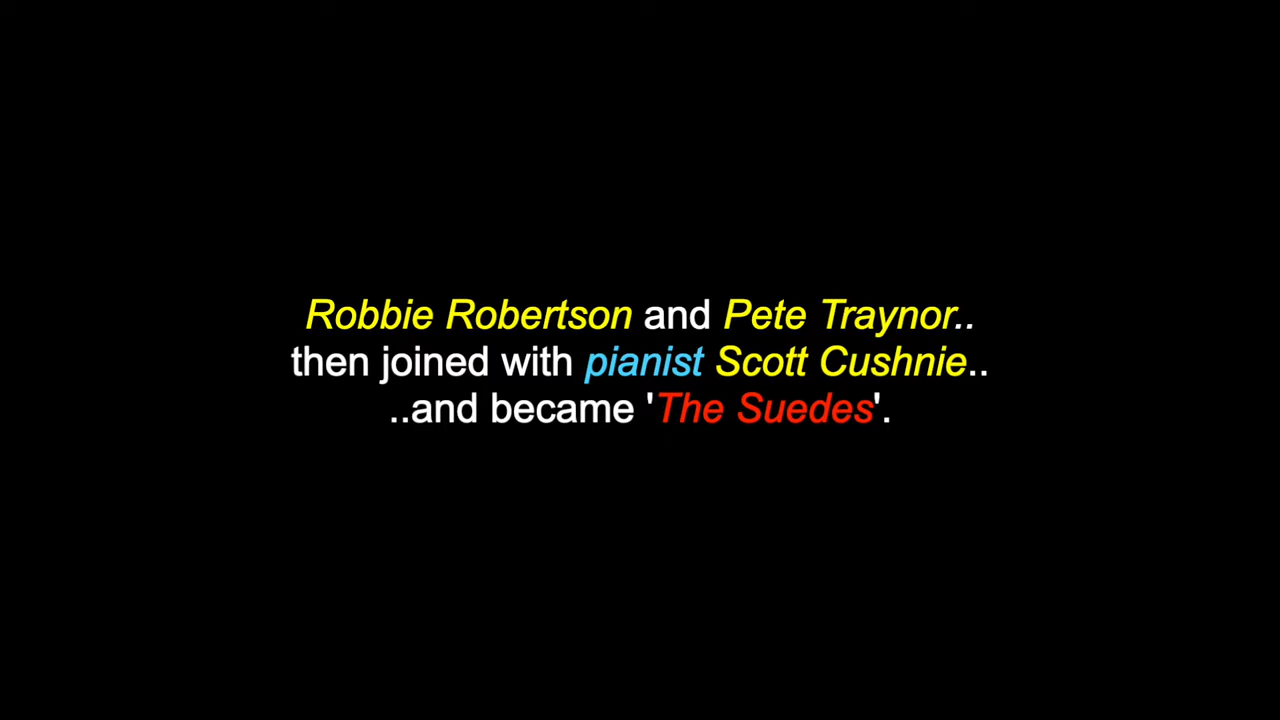 Robbie Robertson and Pete Traynor..
then joined with pianist Scott Cushnie..
..and became 'The Suedes'.